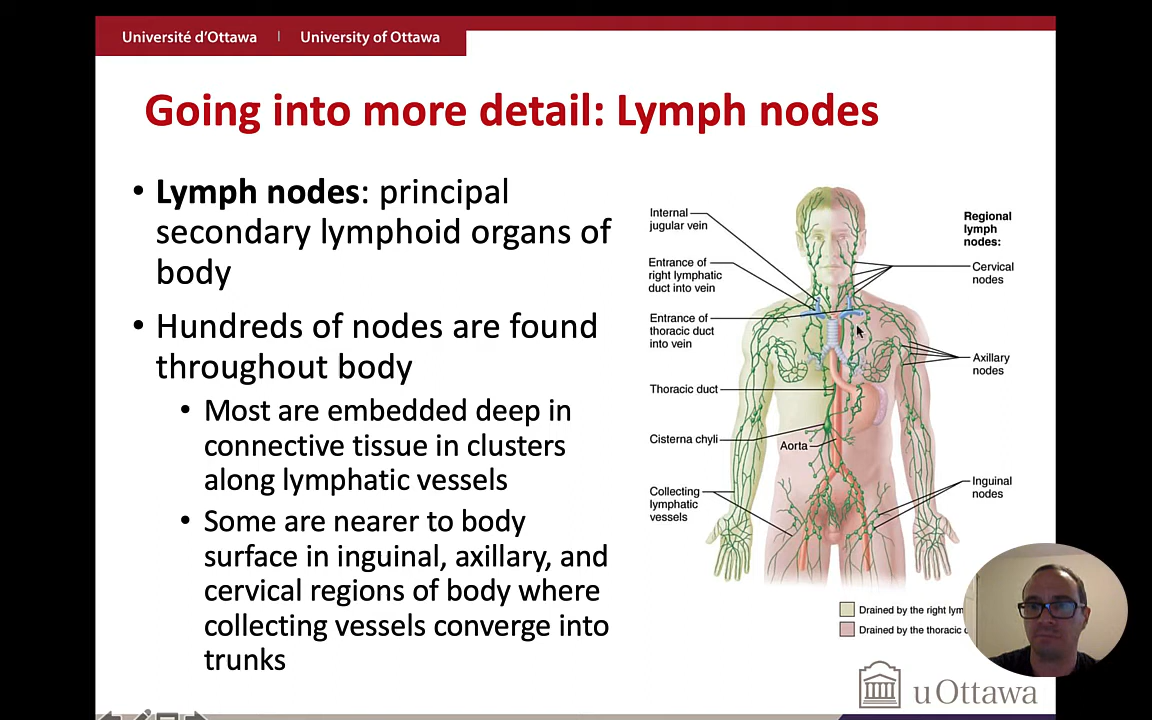 Université d'Ottawa | University of Ottawa
Going into more detail: Lymph nodes
• Lymph nodes: principal
secondary lymphoid organs of
body
• Hundreds of nodes are found
throughout body
• Most are embedded deep in
connective tissue in clusters
along lymphatic vessels
• Some are nearer to body
surface in inguinal, axillary, and
cervical regions of body where
collecting vessels converge into
trunks
Internal
jugular vein
Entrance of
right lymphatic
duct into vein
Entrance of
thoracic duct
into vein
Thoracic duct
Cisterna chyli
Aorta
Collecting
lymphatic
vessels
Regional
lymph
nodes:
Cervical
nodes
Axillary
nodes
Inguinal
nodes
Drained by the right
Drained by the thoracic
uOttawa